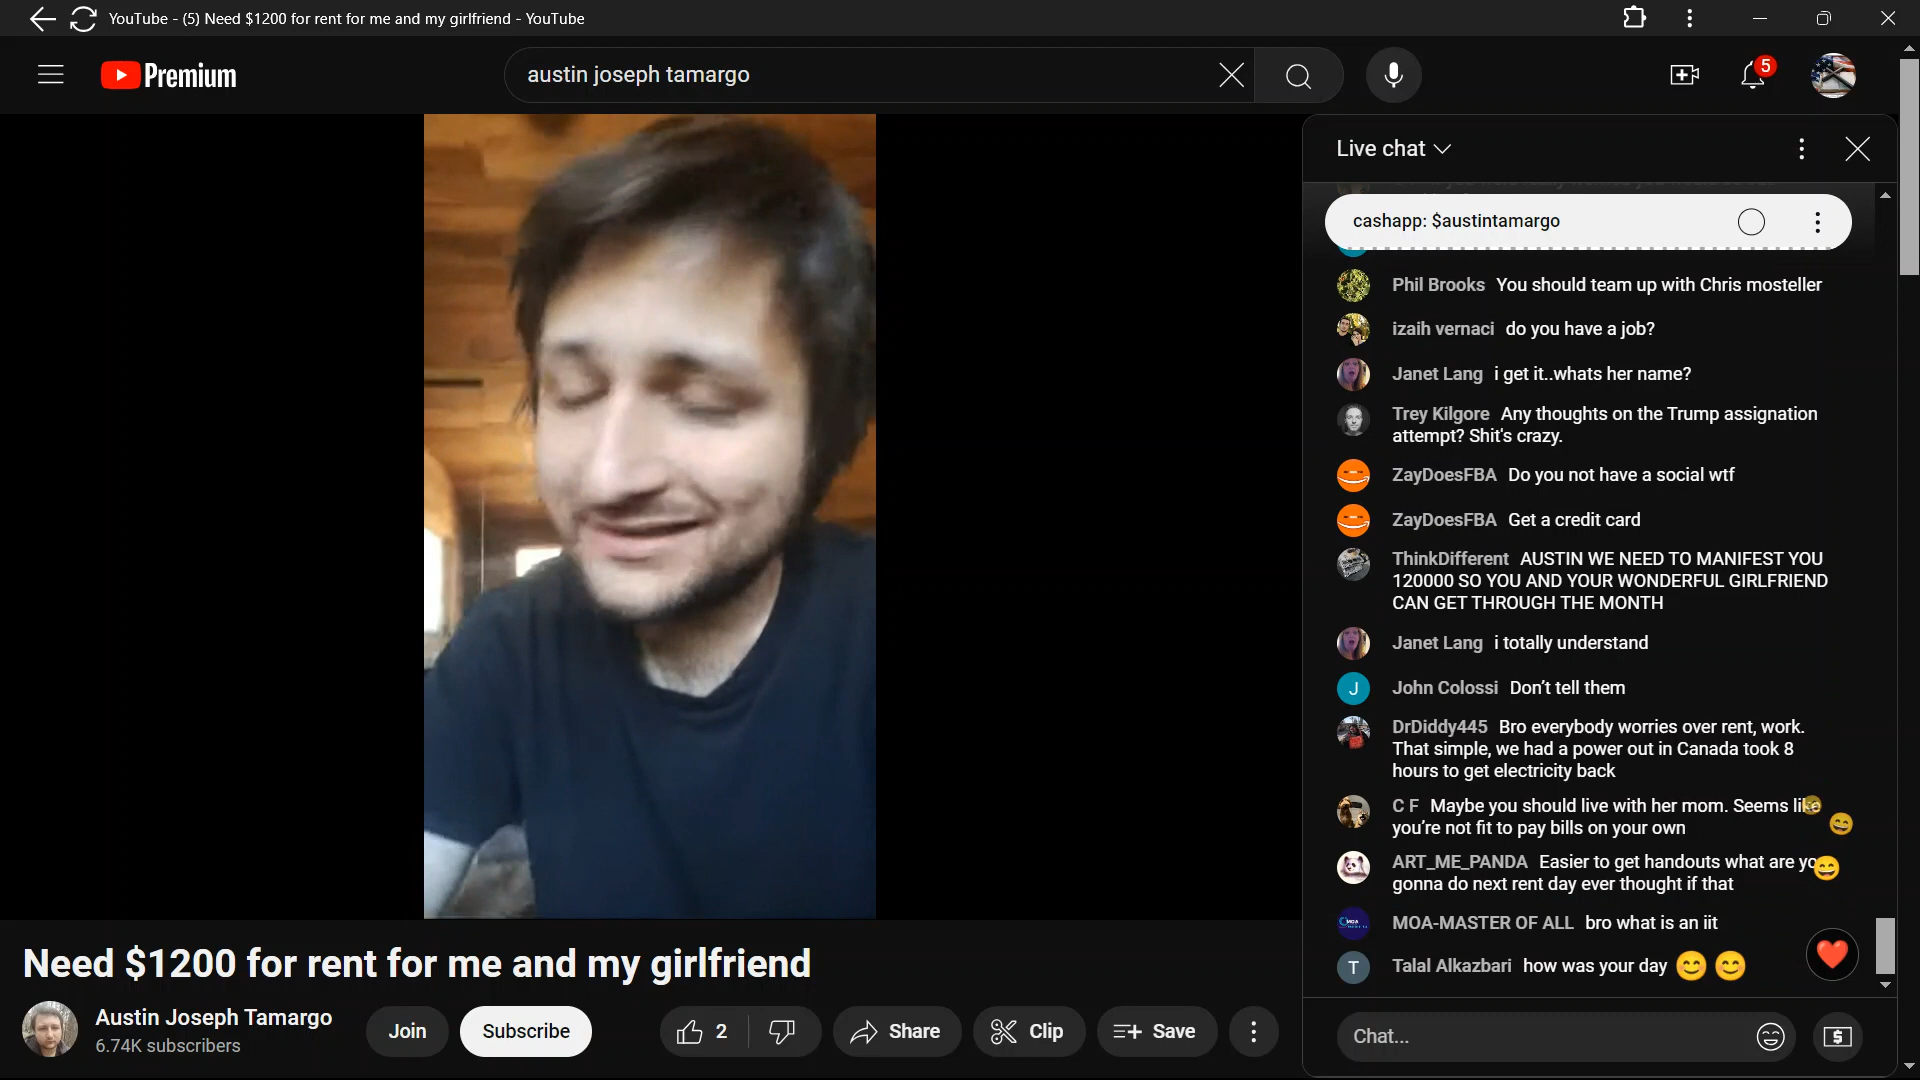 YouTube - (5) Need $1200 for rent for me and my girlfriend - YouTube
Premium
austin joseph tamargo
5
Live chat
cashapp: $austintamargo
Phil Brooks You should team up with Chris mosteller
izaih vernaci do you have a job?
Janet Lang i get it..whats her name?
Trey Kilgore Any thoughts on the Trump assignation
attempt? Shit's crazy.
ZayDoesFBA Do you not have a social wtf
ZayDoesFBA Get a credit card
ThinkDifferent AUSTIN WE NEED TO MANIFEST YOU
120000 SO YOU AND YOUR WONDERFUL GIRLFRIEND
CAN GET THROUGH THE MONTH
Janet Lang i totally understand
J
John Colossi Don't tell them
DrDiddy445 Bro everybody worries over rent, work.
That simple, we had a power out in Canada took 8
hours to get electricity back
C F Maybe you should live with her mom. Seems like
you're not fit to pay bills on your own
ART_ME_PANDA Easier to get handouts what are yo
gonna do next rent day ever thought if that
MOA-MASTER OF ALL bro what is an iit
T
Talal Alkazbari how was your day 😊 😊
Chat...
Need $1200 for rent for me and my girlfriend
Austin Joseph Tamargo
6.74K subscribers
Join
Subscribe
2
Share
Clip
Save